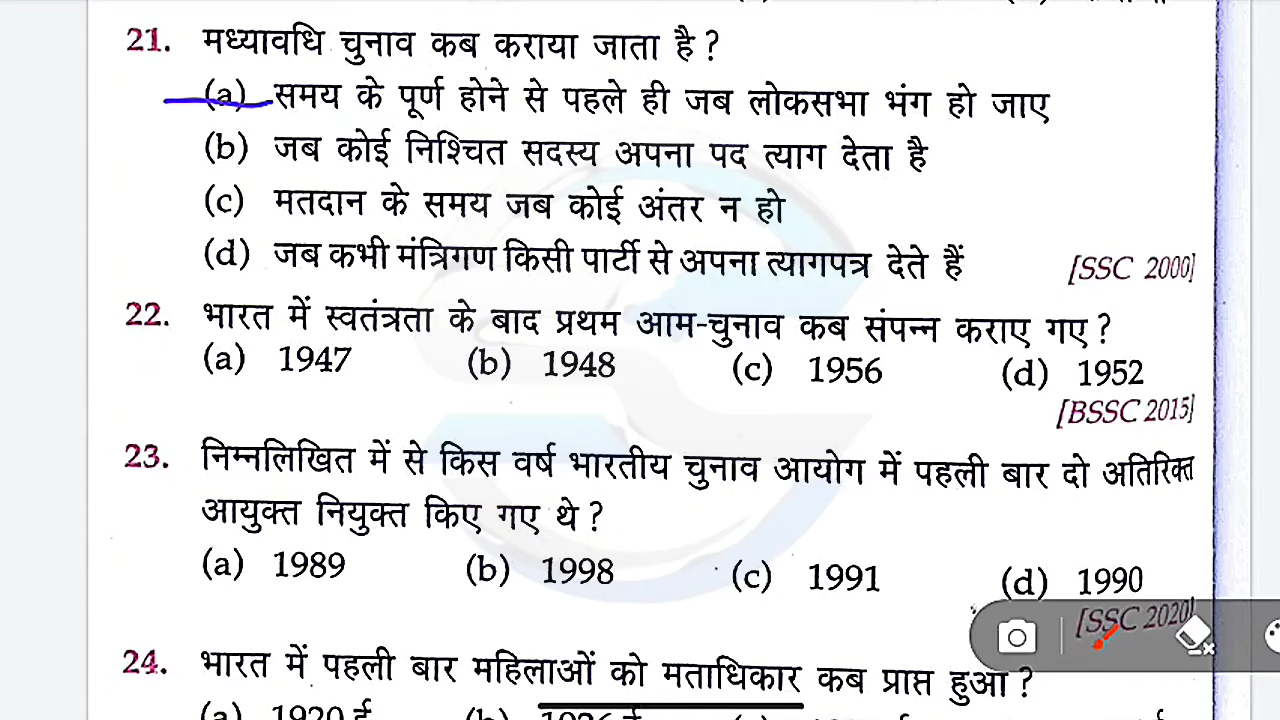 21. मध्यावधि चुनाव कब कराया जाता है ?
(a) समय के पूर्ण होने से पहले ही जब लोकसभा भंग हो जाए
(b) जब कोई निश्चित सदस्य अपना पद त्याग देता है
(c) मतदान के समय जब कोई अंतर न हो
(d) जब कभी मंत्रिगण किसी पार्टी से अपना त्यागपत्र देते हैं [SSC 2000]
22. भारत में स्वतंत्रता के बाद प्रथम आम-चुनाव कब संपन्न कराए गए ?
(a) 1947 (b) 1948 (c) 1956 (d) 1952
[BSSC 2015]
23. निम्नलिखित में से किस वर्ष भारतीय चुनाव आयोग में पहली बार दो अतिरिक्त
आयुक्त नियुक्त किए गए थे ?
(a) 1989 (b) 1998 (c) 1991 (d) 1990
[SSC 2020]
24. भारत में पहली बार महिलाओं को मताधिकार कब प्राप्त हुआ ?
(a) 1920 ई